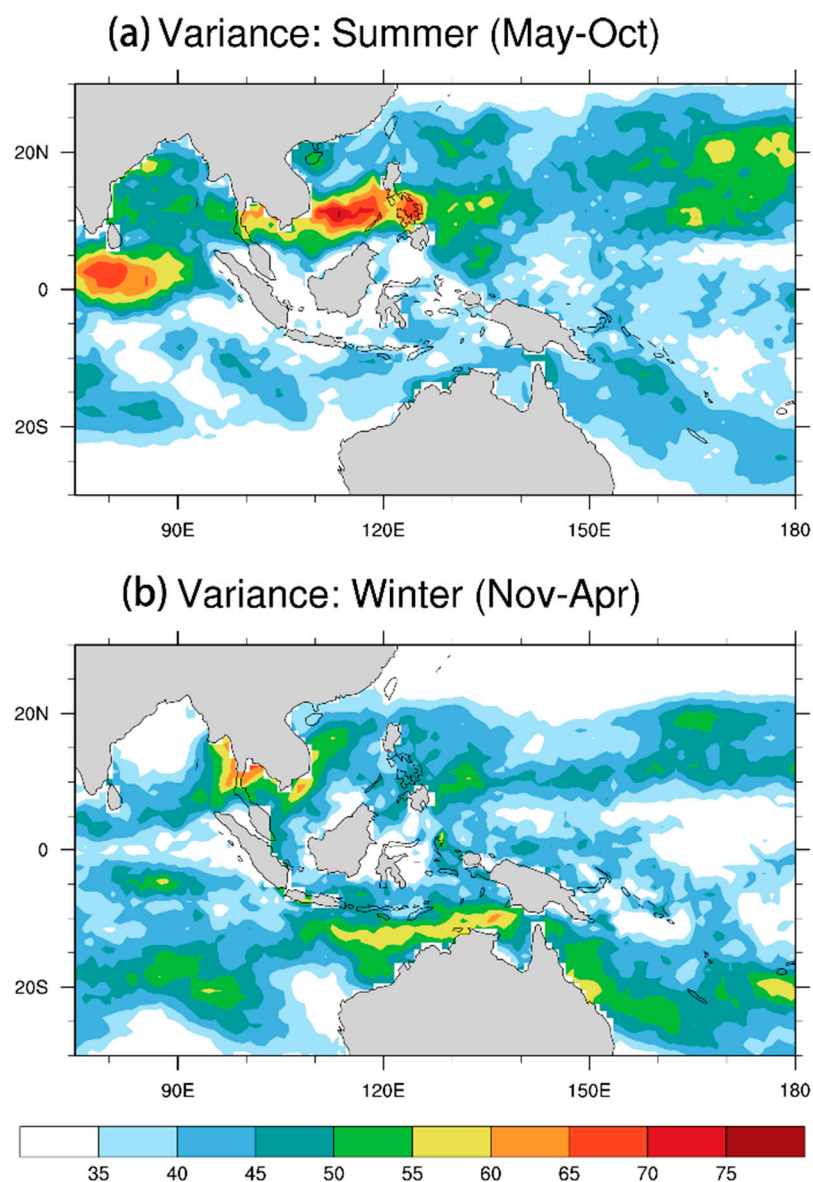 (a) Variance: Summer (May-Oct)
20N
0
20S
90E 120E 150E 180
(b) Variance: Winter (Nov-Apr)
20N
0
20S
90E 120E 150E 180
35 40 45 50 55 60 65 70 75